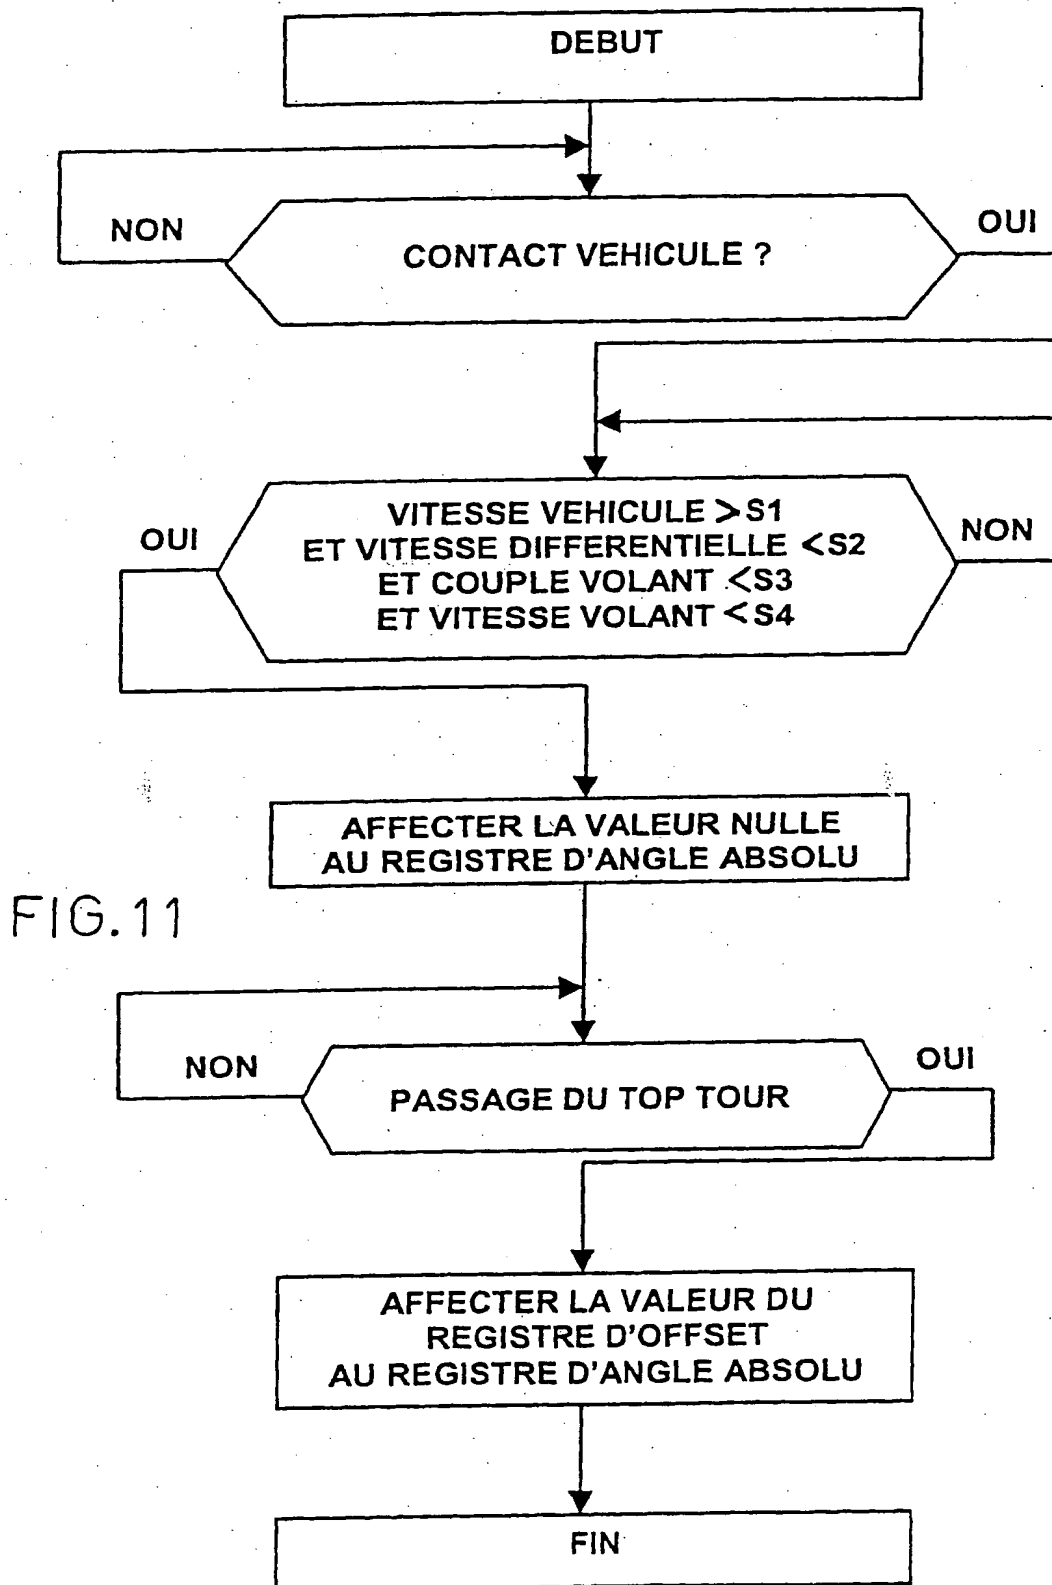 DEBUT
NON
OUI
CONTACT VEHICULE ?
OUI
VITESSE VEHICULE > S1
ET VITESSE DIFFERENTIELLE < S2
ET COUPLE VOLANT < S3
ET VITESSE VOLANT < S4
NON
AFFECTER LA VALEUR NULLE
AU REGISTRE D'ANGLE ABSOLU
FIG.11
NON
OUI
PASSAGE DU TOP TOUR
AFFECTER LA VALEUR DU
REGISTRE D'OFFSET
AU REGISTRE D'ANGLE ABSOLU
FIN